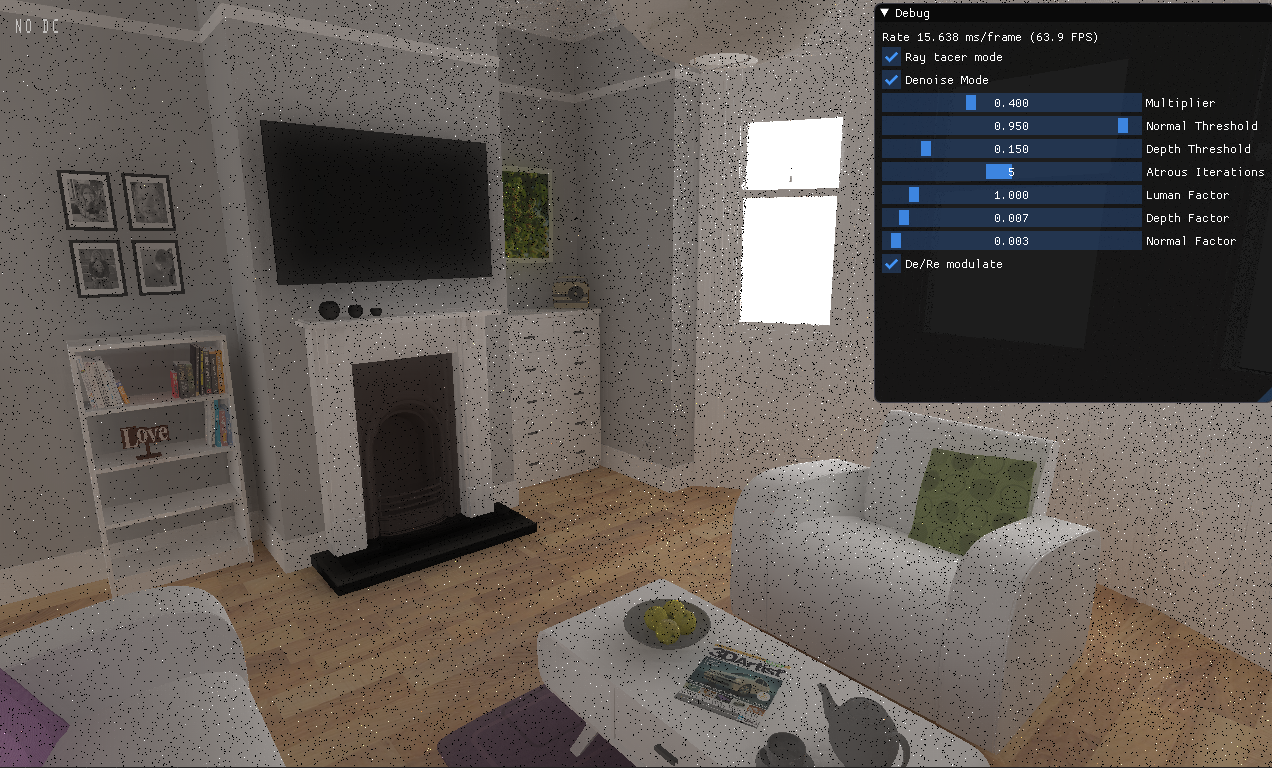 NO DC
Debug
Rate 15.638 ms/frame (63.9 FPS)
Ray tacer mode
Denoise Mode
0.400 Multiplier
0.950 Normal Threshold
0.150 Depth Threshold
5 Atrous Iterations
1.000 Luman Factor
0.007 Depth Factor
0.003 Normal Factor
De/Re modulate
Love
3DArtist